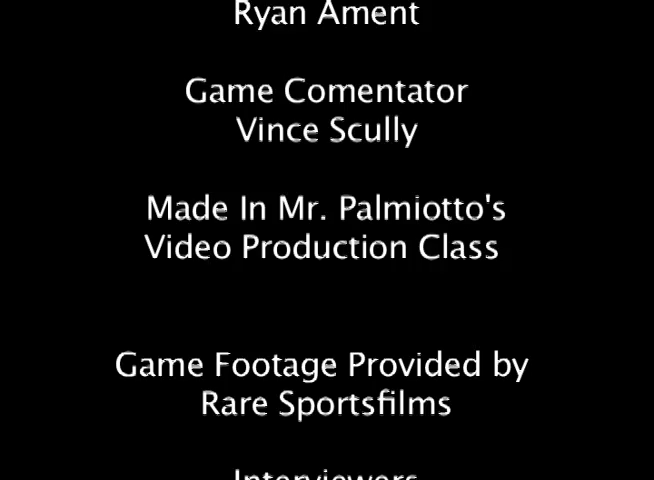 Ryan Ament
Game Comentator
Vince Scully
Made In Mr. Palmiotto's
Video Production Class
Game Footage Provided by
Rare Sportsfilms
Interviewers